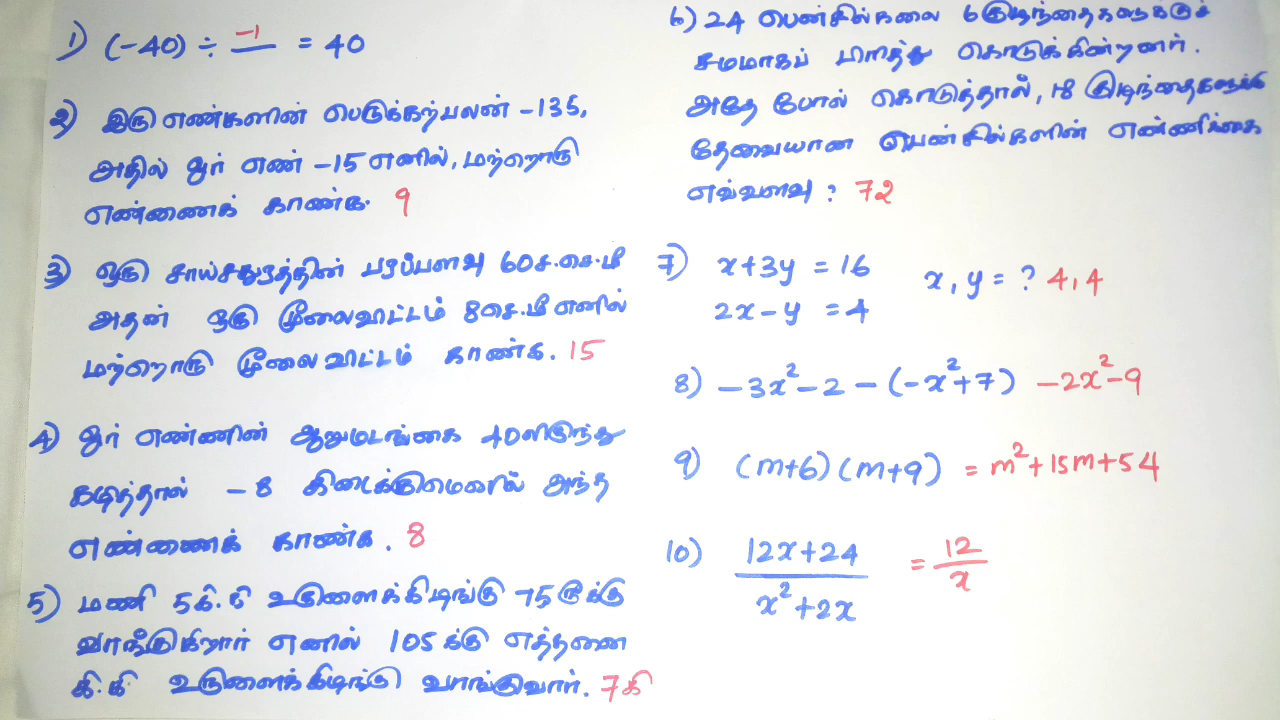 1) (-40) ÷ -1 = 40
2) இரு எண்களின் பெருக்கற்பலன் -135,
அதில் ஓர் எண் -15 எனில், மற்றொரு
எண்ணைக் காண்க. 9
3) ஒரு சாய்சதுரத்தின் பரப்பளவு 60 ச.செ.மீ
அதன் ஒரு மூலைவிட்டம் 8 செ.மீ எனில்
மற்றொரு மூலைவிட்டம் காண்க. 15
4) ஓர் எண்ணின் ஆறுமடங்கை 40லிருந்து
கழித்தால் -8 கிடைக்குமெனில் அந்த
எண்ணைக் காண்க. 8
5) மணி 5கி.கி உருளைக்கிழங்கு 75 ரூக்கு
வாங்குகிறார் எனில் 105 க்கு எத்தனை
கி.கி உருளைக்கிழங்கு வாங்குவார். 7கி
6) 24 பென்சில்களை 6 குழந்தைகளுக்குச்
சமமாகப் பிரித்து கொடுக்கின்றனர்.
அதே போல் கொடுத்தால், 18 குழந்தைகளுக்கு
தேவையான பென்சில்களின் எண்ணிக்கை
எவ்வளவு? 72
7) x+3y = 16 x, y = ? 4,4
2x-y = 4
8) -3x²-2-(-x²+7) -2x²-9
9) (m+6)(m+9) = m²+15m+54
10) 12x+24 / x²+2x = 12/x